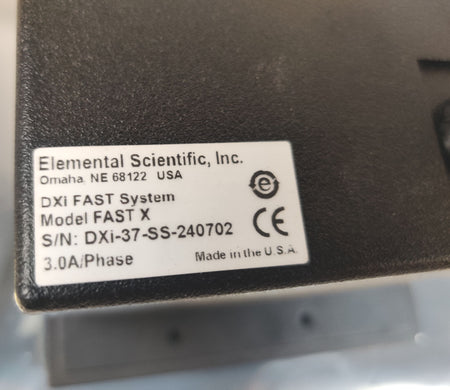 Elemental Scientific, Inc.
Omaha, NE 68122 USA
DXi FAST System
Model FAST X
S/N: DXi-37-SS-240702
3.0A/Phase
Made in the U.S.A.
e
CE